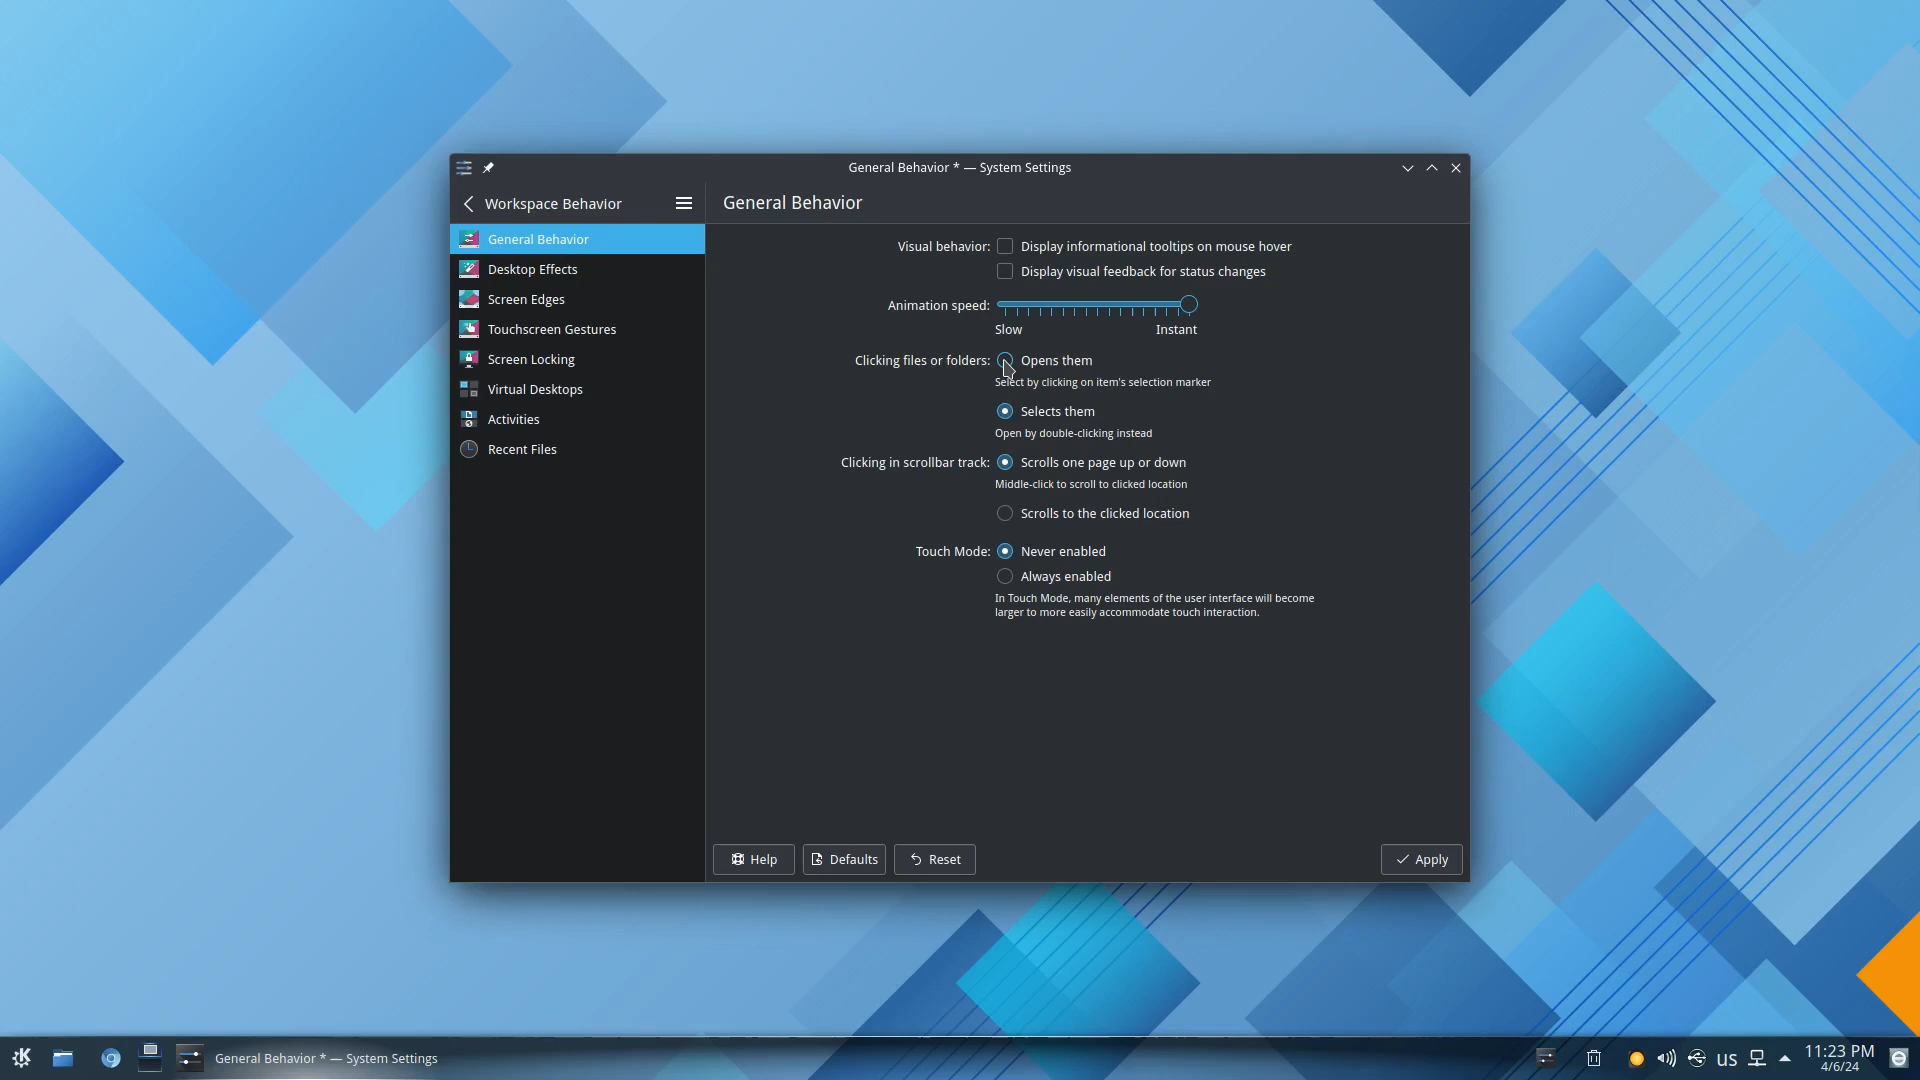 General Behavior * — System Settings
Workspace Behavior
General Behavior
General Behavior
Desktop Effects
Screen Edges
Touchscreen Gestures
Screen Locking
Virtual Desktops
Activities
Recent Files
Visual behavior: Display informational tooltips on mouse hover
Display visual feedback for status changes
Animation speed:
Slow Instant
Clicking files or folders: Opens them
Select by clicking on item's selection marker
Selects them
Open by double-clicking instead
Clicking in scrollbar track: Scrolls one page up or down
Middle-click to scroll to clicked location
Scrolls to the clicked location
Touch Mode: Never enabled
Always enabled
In Touch Mode, many elements of the user interface will become
larger to more easily accommodate touch interaction.
Help Defaults Reset Apply
General Behavior * — System Settings
us
11:23 PM
4/6/24